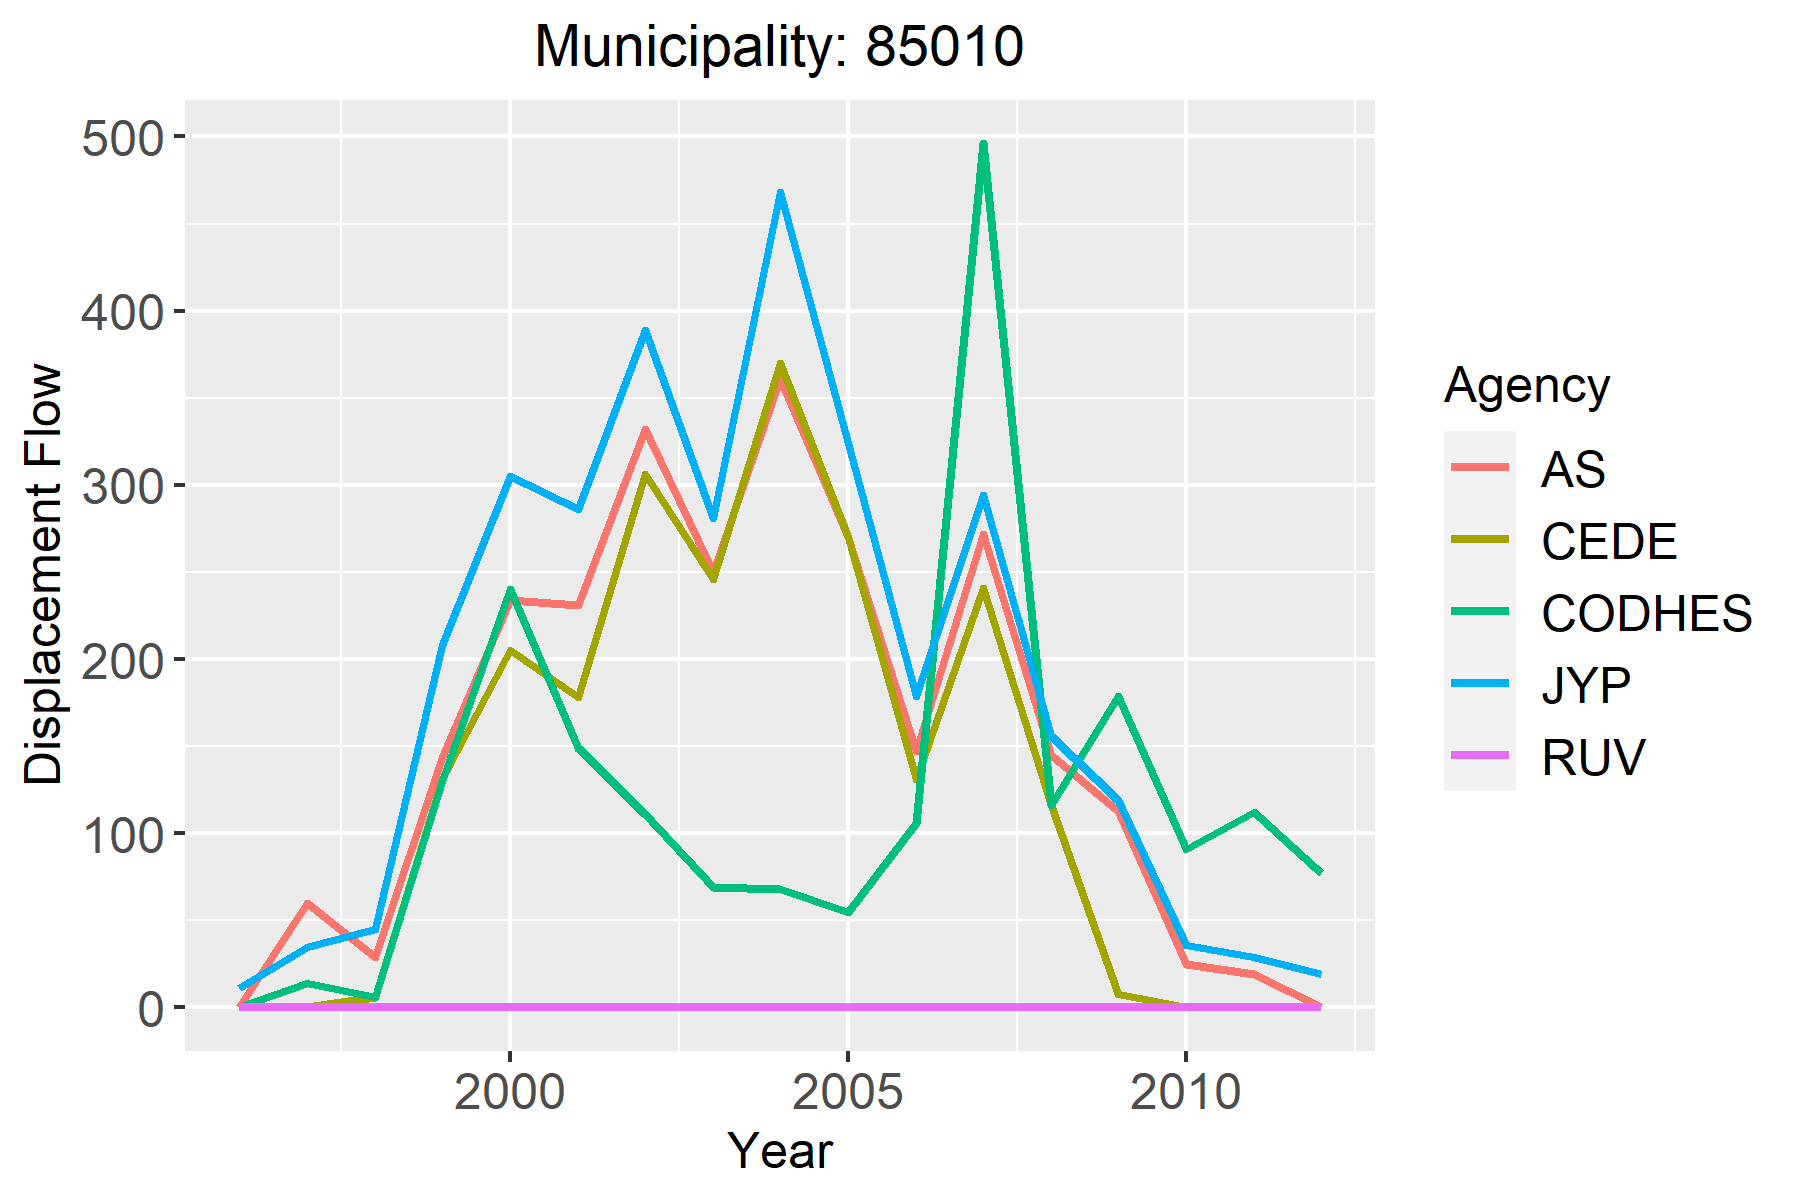 Municipality: 85010
500
400
300
200
100
0
Displacement Flow
2000 2005 2010
Year
Agency
AS
CEDE
CODHES
JYP
RUV